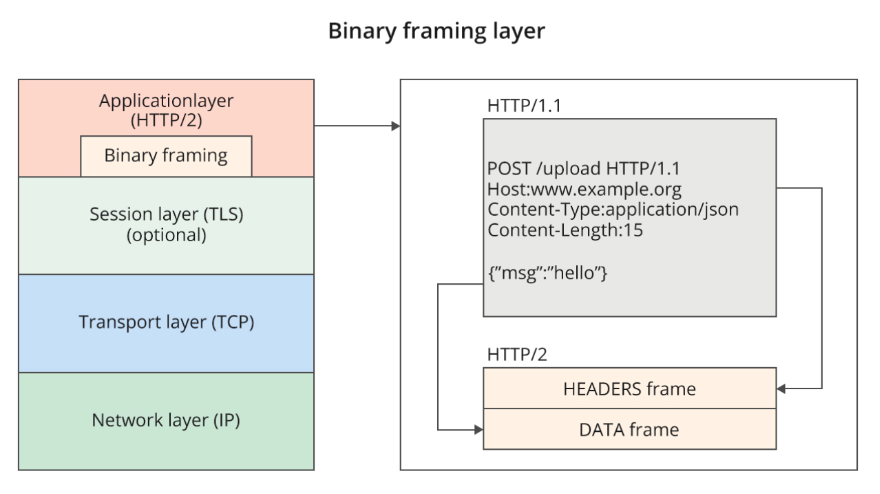 Binary framing layer
Applicationlayer
(HTTP/2)
Binary framing
Session layer (TLS)
(optional)
Transport layer (TCP)
Network layer (IP)
HTTP/1.1
POST /upload HTTP/1.1
Host:www.example.org
Content-Type:application/json
Content-Length:15
{”msg”:”hello”}
HTTP/2
HEADERS frame
DATA frame